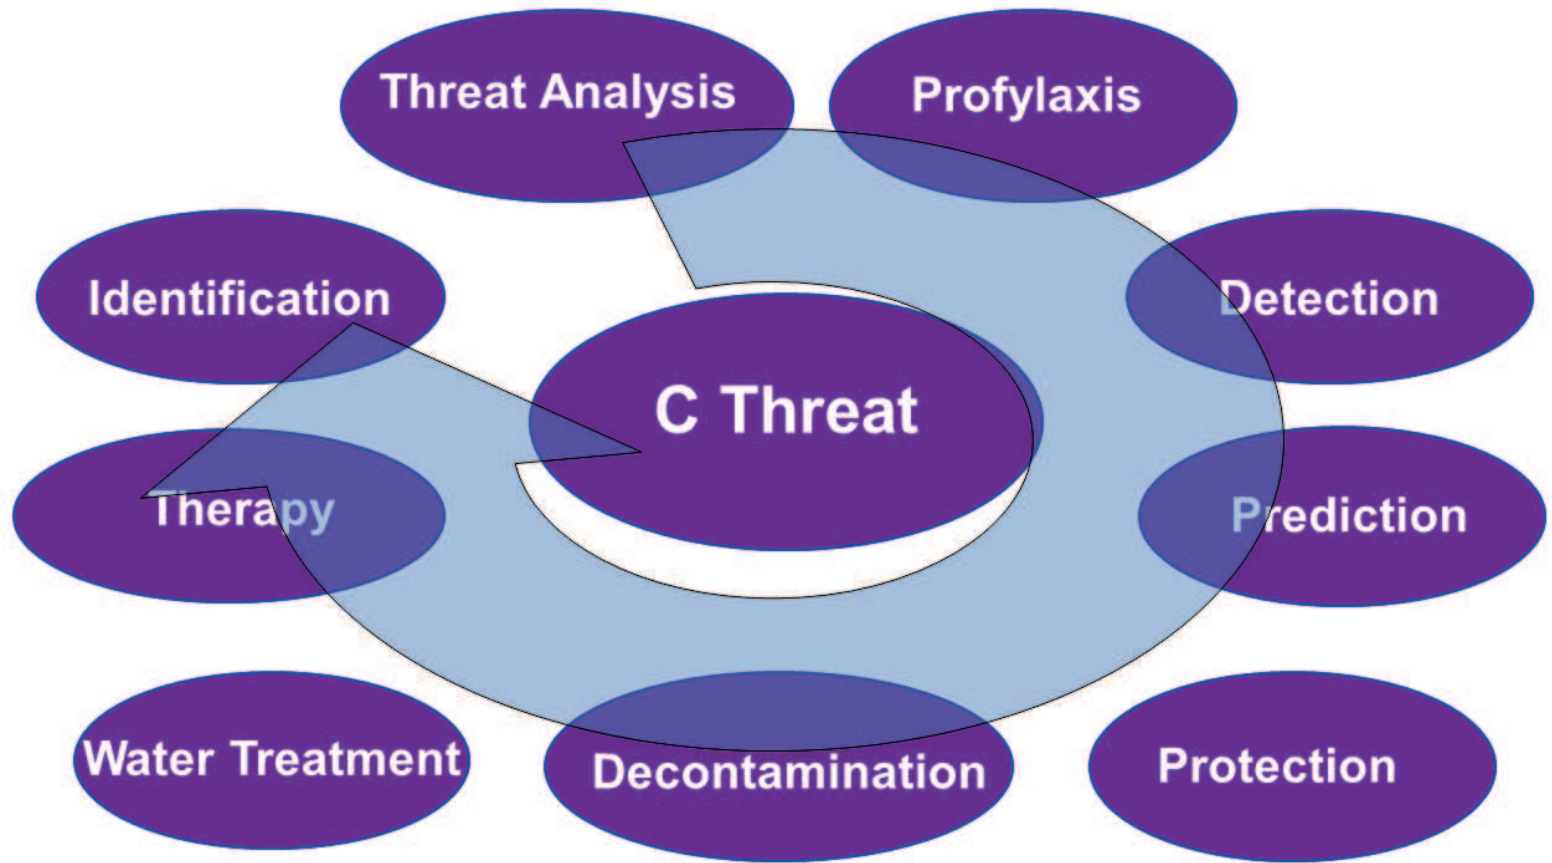 Threat Analysis
Profylaxis
Identification
Detection
C Threat
Therapy
Prediction
Water Treatment
Decontamination
Protection